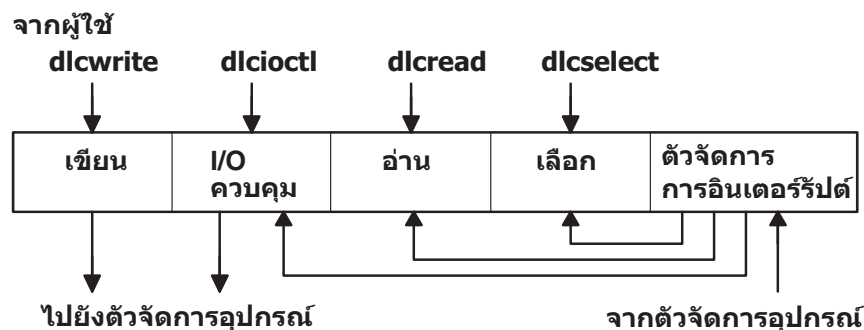 จากผู้ใช้
dlcwrite dlcioctl dlcread dlcselect
เขียน
I/O
ควบคุม
อ่าน
เลือก
ตัวจัดการ
การอินเตอร์รัปต์
ไปยังตัวจัดการอุปกรณ์
จากตัวจัดการอุปกรณ์